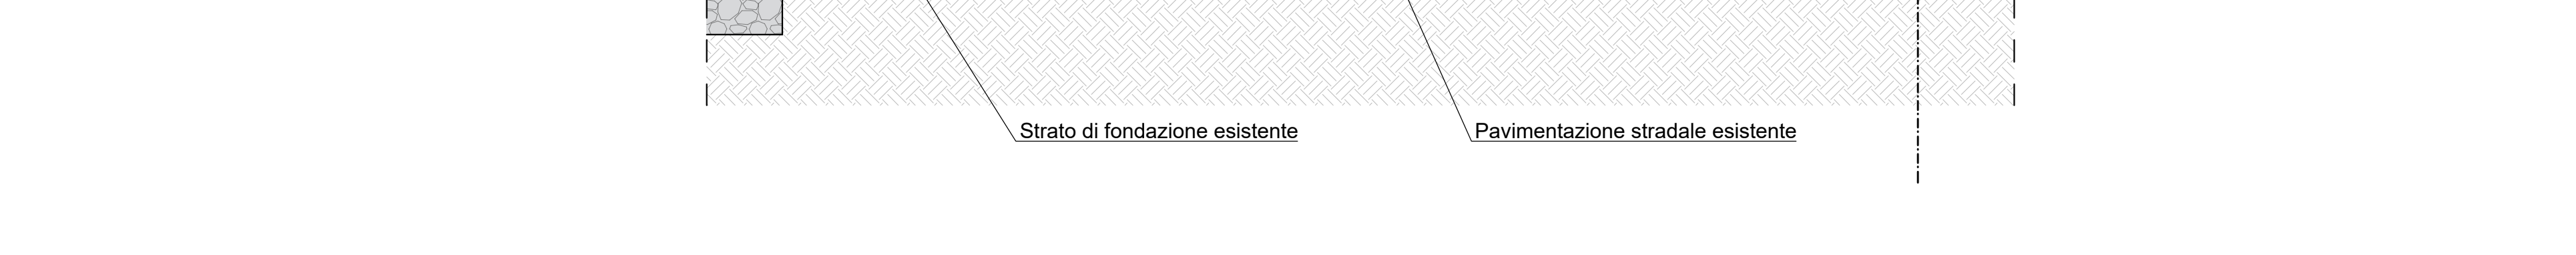 Strato di fondazione esistente
Pavimentazione stradale esistente